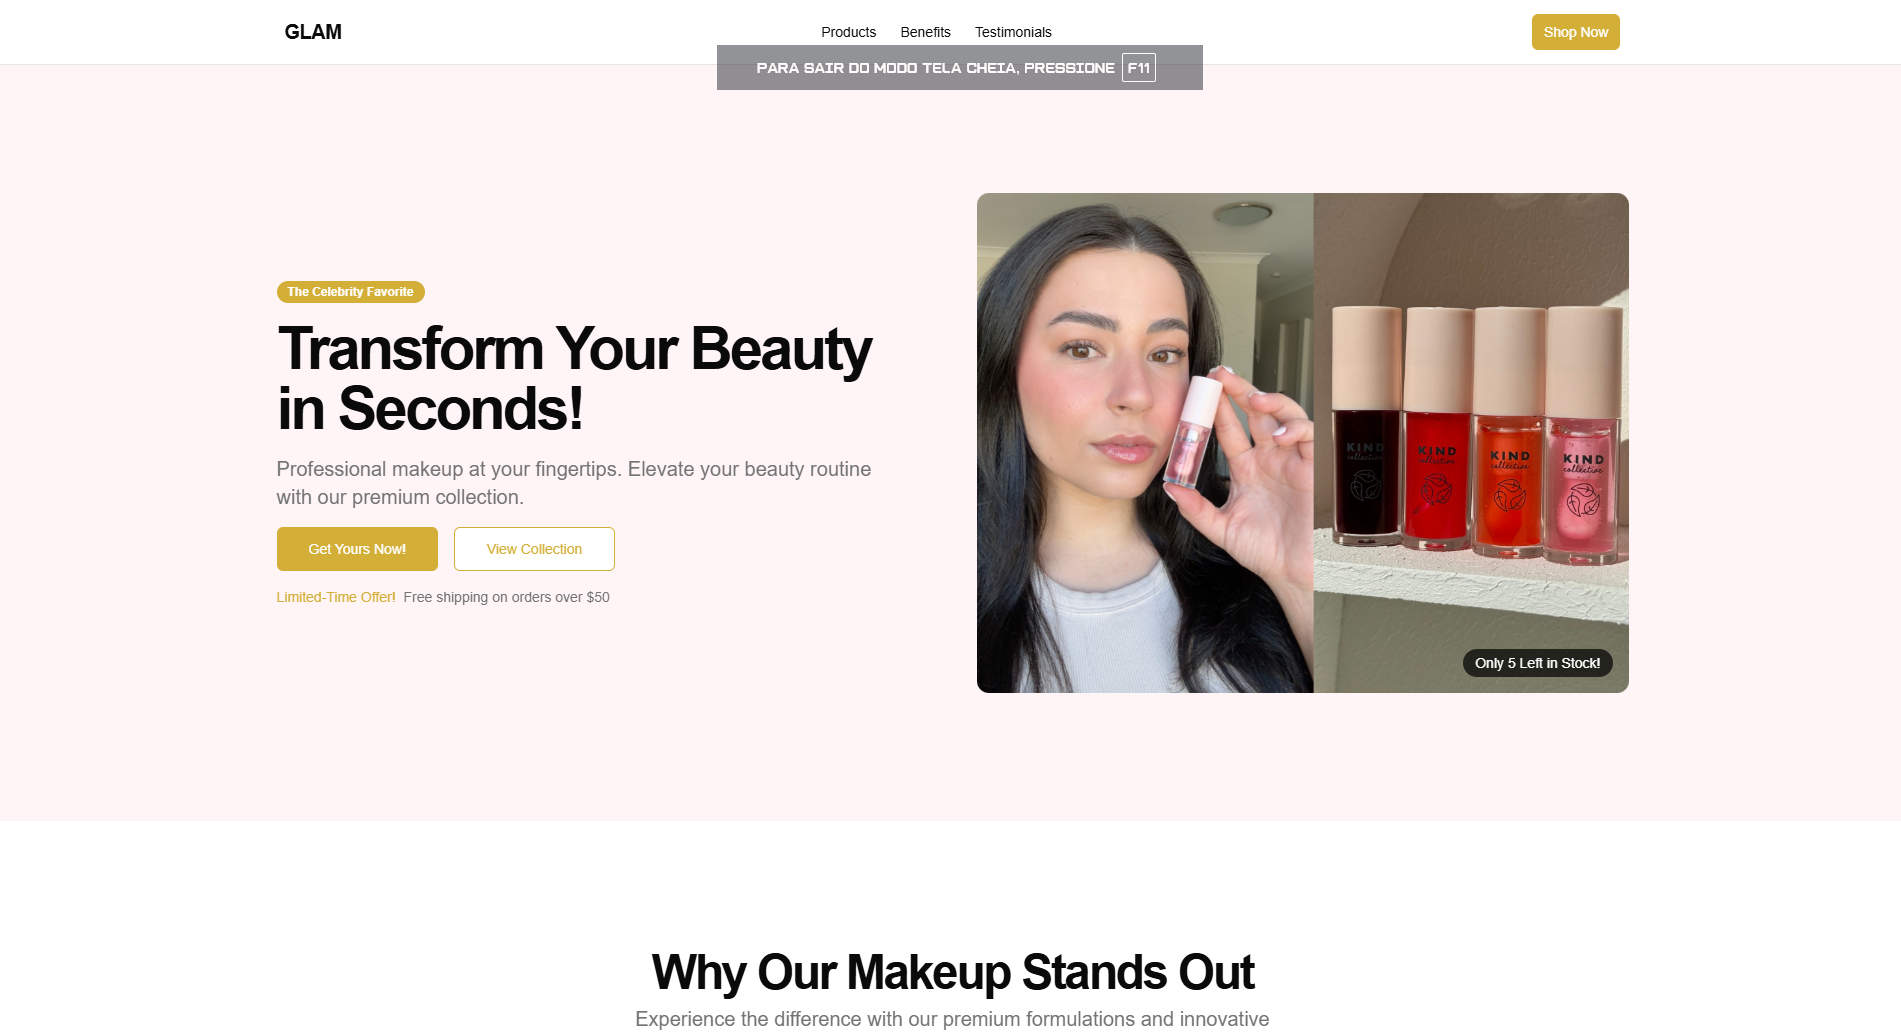 GLAM
Products
Benefits
Testimonials
Shop Now
PARA SAIR DO MODO TELA CHEIA, PRESSIONE F11
The Celebrity Favorite
Transform Your Beauty
in Seconds!
Professional makeup at your fingertips. Elevate your beauty routine
with our premium collection.
Get Yours Now!
View Collection
Limited-Time Offer! Free shipping on orders over $50
KIND
collective
KIND
collective
KIND
collective
KIND
collective
Only 5 Left in Stock!
Why Our Makeup Stands Out
Experience the difference with our premium formulations and innovative